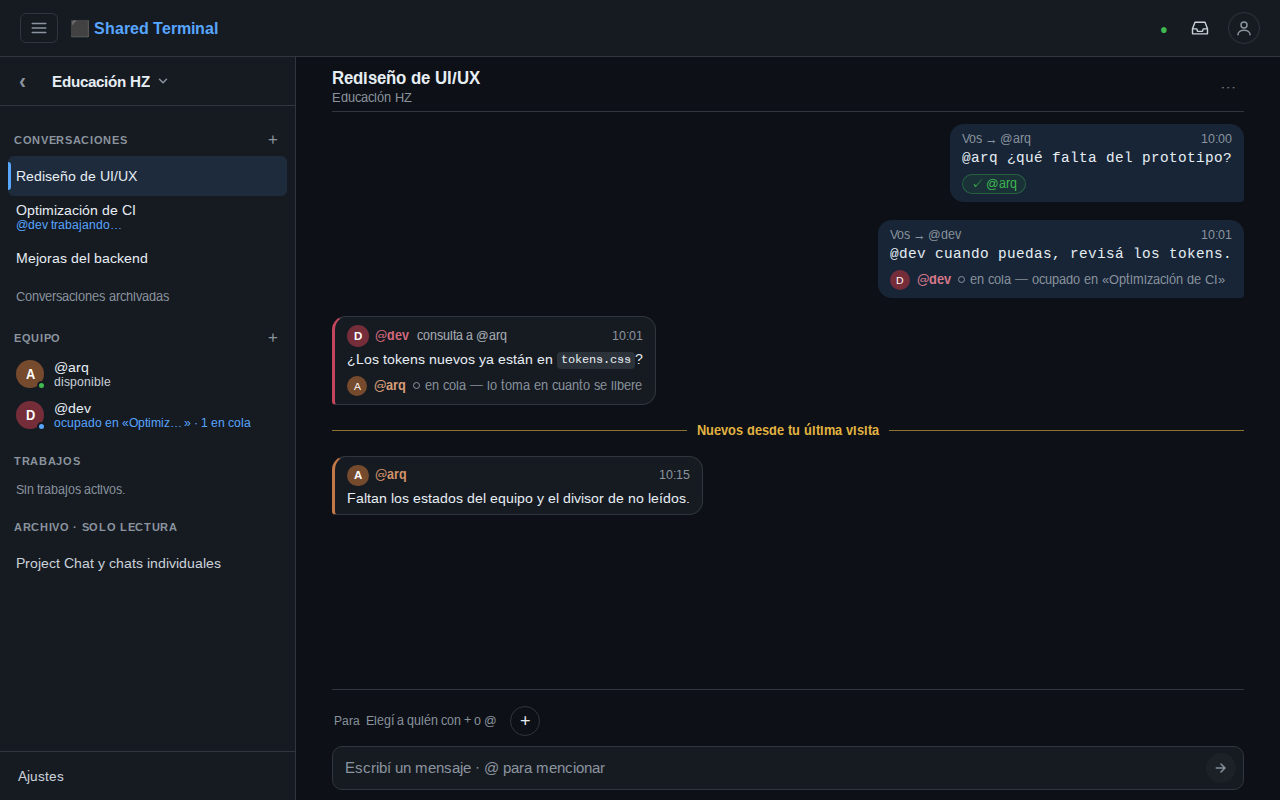 Shared Terminal
Educación HZ
CONVERSACIONES +
Rediseño de UI/UX
Optimización de CI
@dev trabajando…
Mejoras del backend
Conversaciones archivadas
EQUIPO +
A @arq
disponible
D @dev
ocupado en «Optimiz…» · 1 en cola
TRABAJOS
Sin trabajos activos.
ARCHIVO · SOLO LECTURA
Project Chat y chats individuales
Ajustes
Rediseño de UI/UX
Educación HZ
…
Vos → @arq 10:00
@arq ¿qué falta del prototipo?
✓ @arq
Vos → @dev 10:01
@dev cuando puedas, revisá los tokens.
D @dev ○ en cola — ocupado en «Optimización de CI»
D @dev consulta a @arq 10:01
¿Los tokens nuevos ya están en tokens.css?
A @arq ○ en cola — lo toma en cuanto se libere
Nuevos desde tu última visita
A @arq 10:15
Faltan los estados del equipo y el divisor de no leídos.
Para Elegí a quién con + o @ +
Escribí un mensaje · @ para mencionar